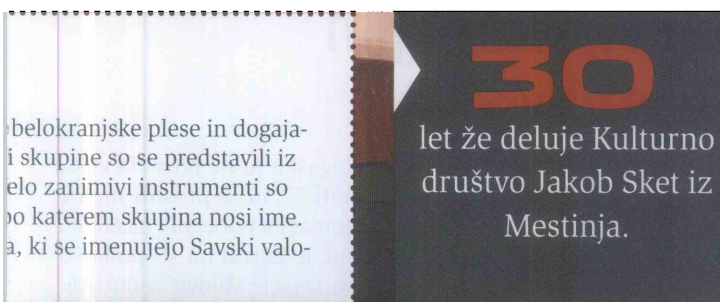 belokranjske plese in dogaja-
i skupine so se predstavili iz
elo zanimivi instrumenti so
po katerem skupina nosi ime.
a, ki se imenujejo Savski valo-
30
let že deluje Kulturno
društvo Jakob Sket iz
Mestinja.